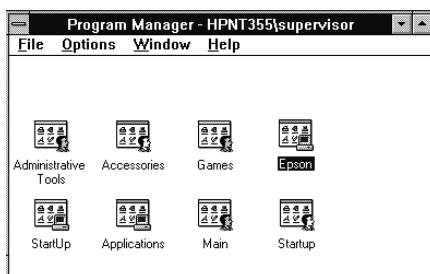 Program Manager - HPNT355\supervisor
File Options Window Help
Administrative Tools Accessories Games Epson
StartUp Applications Main Startup